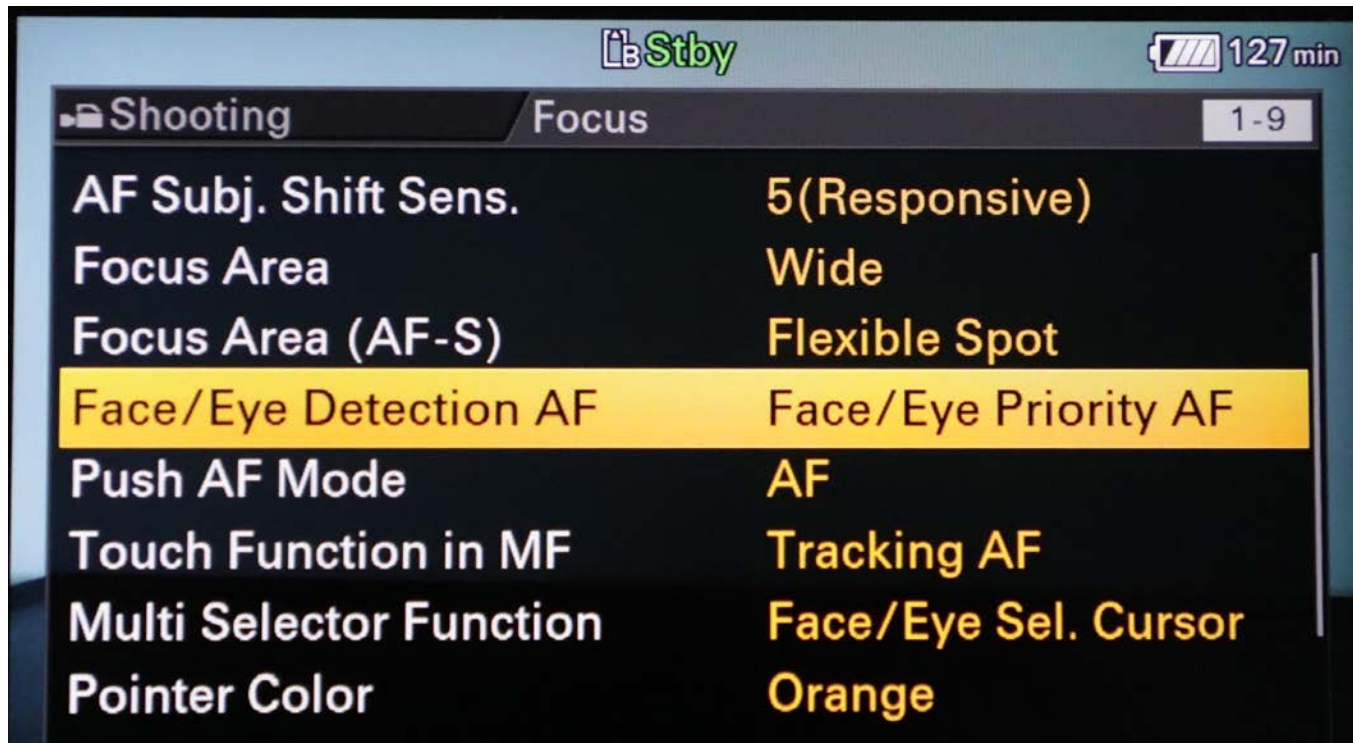 B Stby 127 min
Shooting Focus 1-9
AF Subj. Shift Sens. 5(Responsive)
Focus Area Wide
Focus Area (AF-S) Flexible Spot
Face/Eye Detection AF Face/Eye Priority AF
Push AF Mode AF
Touch Function in MF Tracking AF
Multi Selector Function Face/Eye Sel. Cursor
Pointer Color Orange